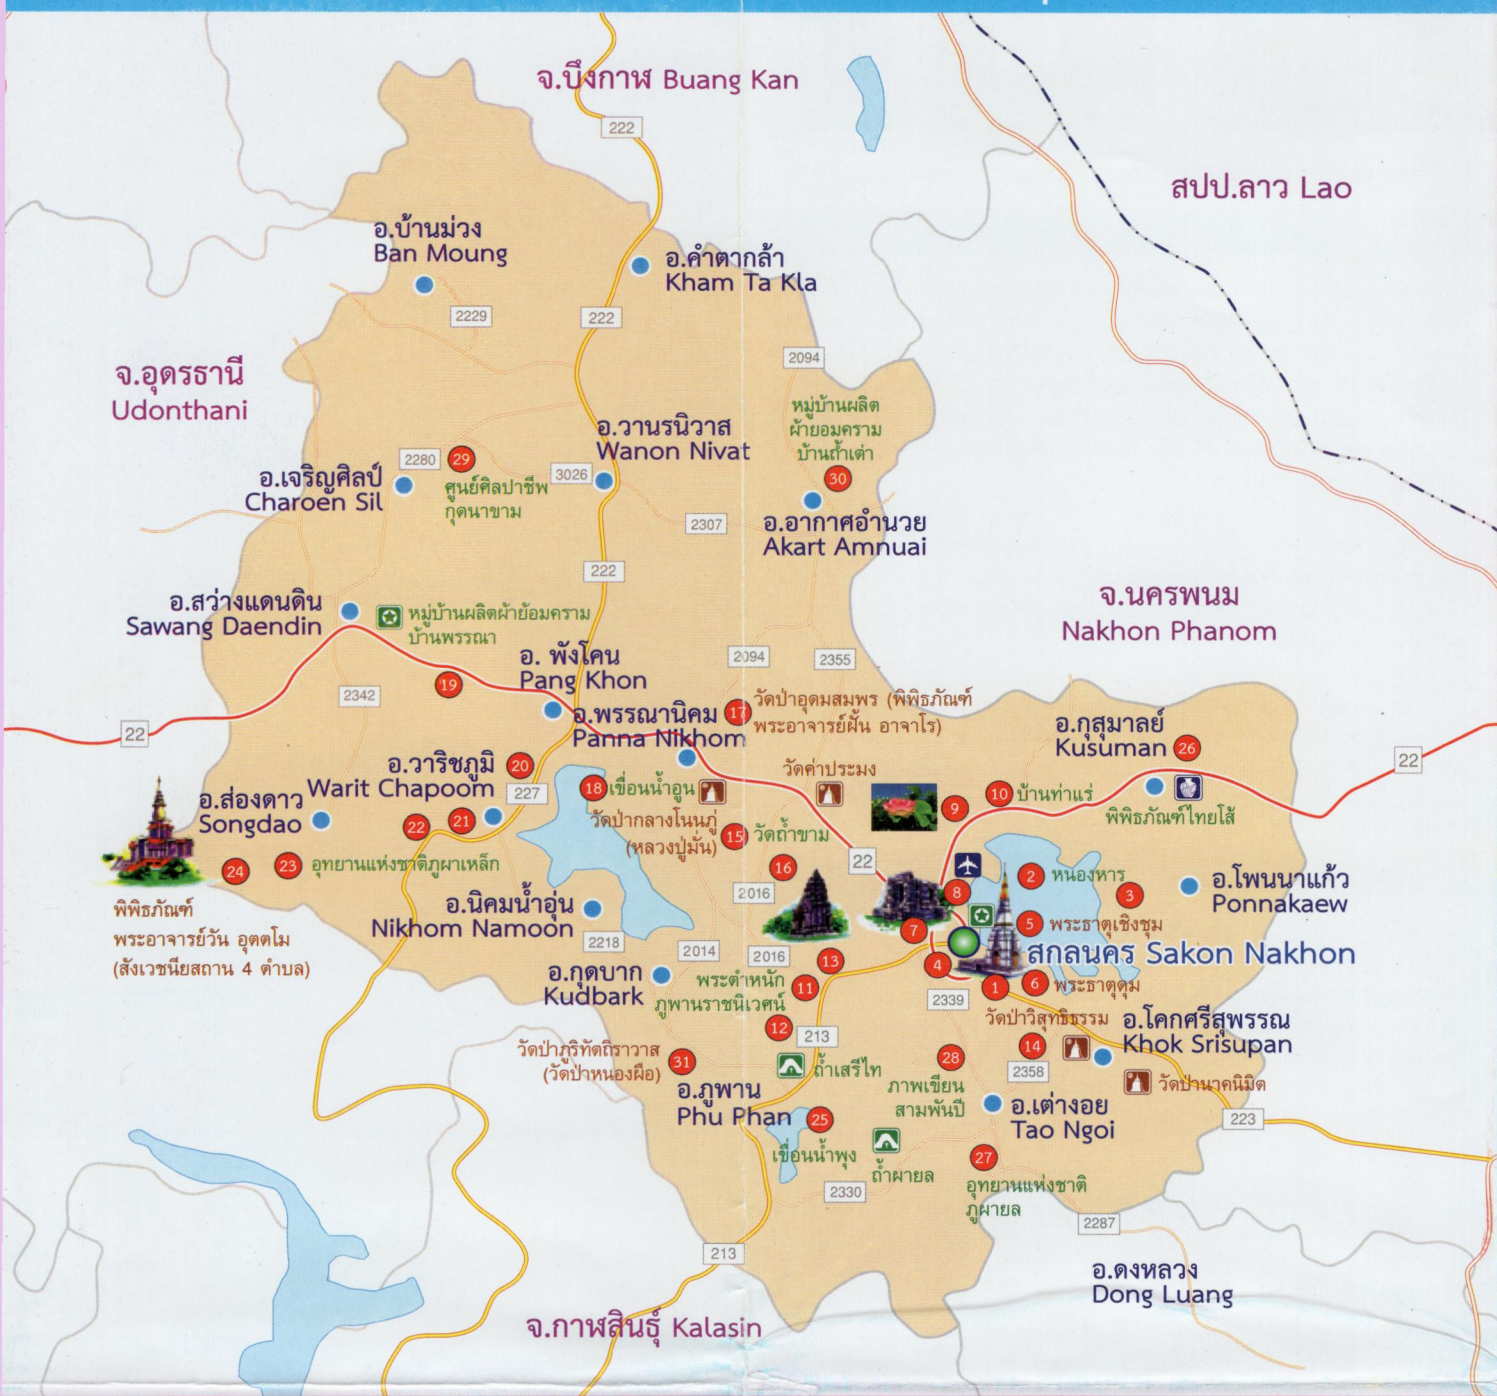 จ.บึงกาฬ Buang Kan
222
สปป.ลาว Lao
อ.บ้านม่วง
Ban Moung
อ.คำตากล้า
Kham Ta Kla
2229
222
2094
จ.อุดรธานี
Udonthani
หมู่บ้านผลิต
ผ้ายอมคราม
บ้านถ้ำเต่า
30
อ.วานรนิวาส
Wanon Nivat
2280
29
3026
อ.เจริญศิลป์
Charoen Sil
ศูนย์ศิลปาชีพ
กุดนาขาม
2307
อ.อากาศอำนวย
Akart Amnuai
222
อ.สว่างแดนดิน
Sawang Daendin
หมู่บ้านผลิตผ้าย้อมคราม
บ้านพรรณา
จ.นครพนม
Nakhon Phanom
อ. พังโคน
Pang Khon
2094
2355
19
2342
22
อ.พรรณานิคม
Panna Nikhom
17
วัดป่าอุดมสมพร (พิพิธภัณฑ์
พระอาจารย์ฝั้น อาจาโร)
อ.กุสุมาลย์
Kusuman
26
22
อ.วาริชภูมิ
Warit Chapoom
20
227
18
เขื่อนน้ำอูน
วัดค่าประมง
9
10
บ้านท่าแร่
พิพิธภัณฑ์ไทยโส้
อ.ส่องดาว
Songdao
22
21
วัดป่ากลางโนนภู่
(หลวงปู่มั่น)
15
วัดถ้ำขาม
24
23
อุทยานแห่งชาติภูผาเหล็ก
16
22
2
หนองหาร
3
อ.โพนนาแก้ว
Ponnakaew
พิพิธภัณฑ์
พระอาจารย์วัน อุตตโม
(สังเวชนียสถาน 4 ตำบล)
อ.นิคมน้ำอุ่น
Nikhom Namoon
2016
8
7
5
พระธาตุเชิงชุม
2218
2014
2016
13
4
สกลนคร Sakon Nakhon
อ.กุดบาก
Kudbark
พระตำหนัก
ภูพานราชนิเวศน์
11
2339
1
6
พระธาตุดุม
12
213
วัดป่าวิสุทธิธรรม
อ.โคกศรีสุพรรณ
Khok Srisupan
วัดป่าภูริทัตถิราวาส
(วัดป่าหนองผือ)
31
ถ้ำเสรีไท
28
14
2358
ภาพเขียน
สามพันปี
วัดป่านาคนิมิต
อ.ภูพาน
Phu Phan
25
อ.เต่างอย
Tao Ngoi
223
เขื่อนน้ำพุง
ถ้ำผายล
27
2330
อุทยานแห่งชาติ
ภูผายล
2287
213
อ.ดงหลวง
Dong Luang
จ.กาฬสินธุ์ Kalasin